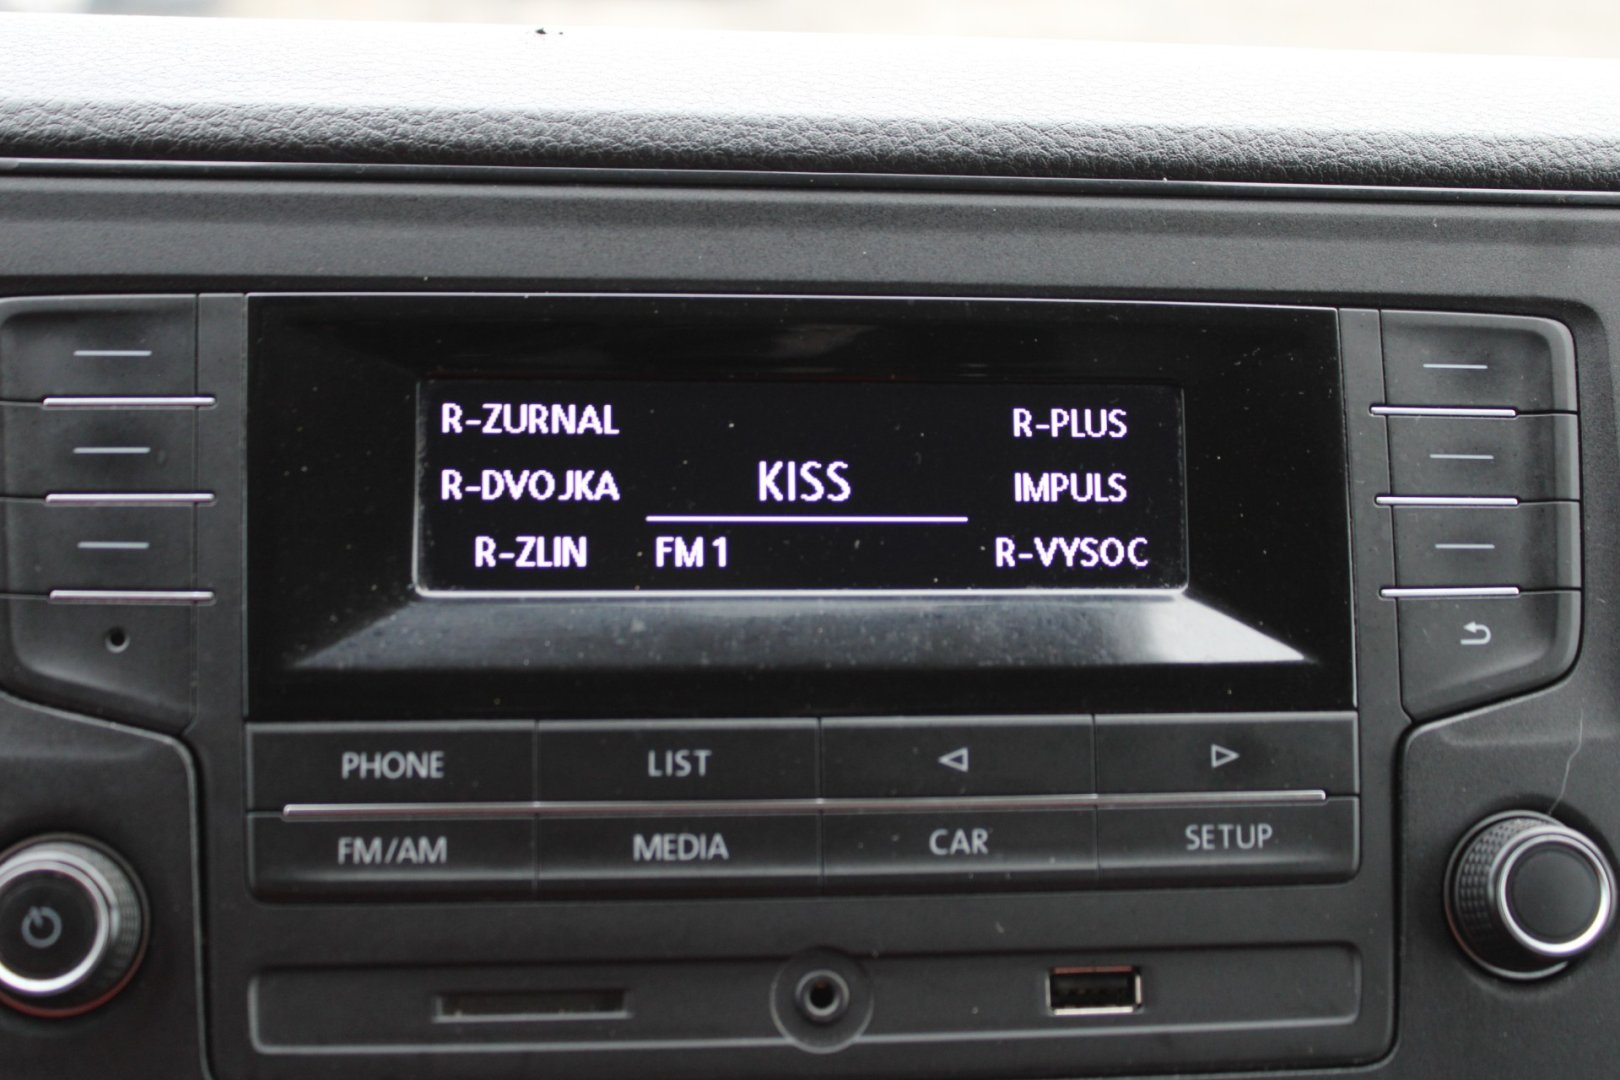 R-ZURNAL
R-PLUS
R-DVOJKA
KISS
IMPULS
R-ZLIN
FM1
R-VYSOC
PHONE
LIST
FM/AM
MEDIA
CAR
SETUP